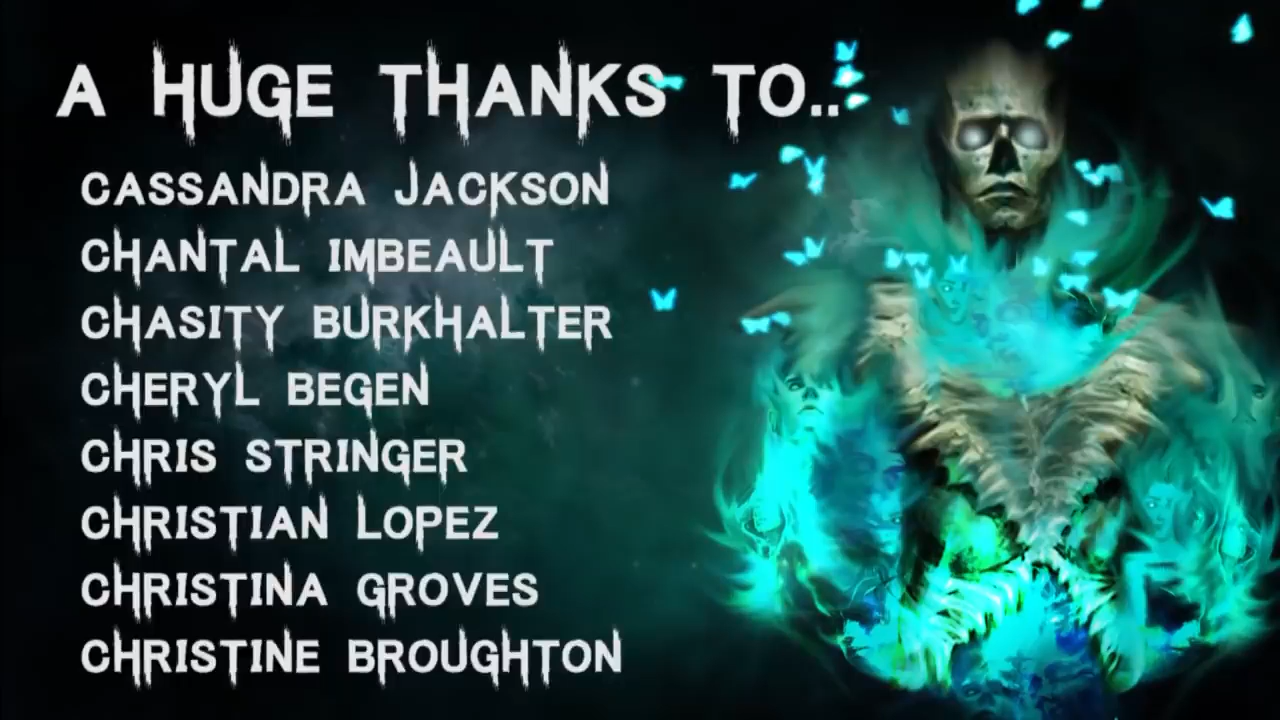 A HUGE THANKS TO..
CASSANDRA JACKSON
CHANTAL IMBEAULT
CHASITY BURKHALTER
CHERYL BEGEN
CHRIS STRINGER
CHRISTIAN LOPEZ
CHRISTINA GROVES
CHRISTINE BROUGHTON